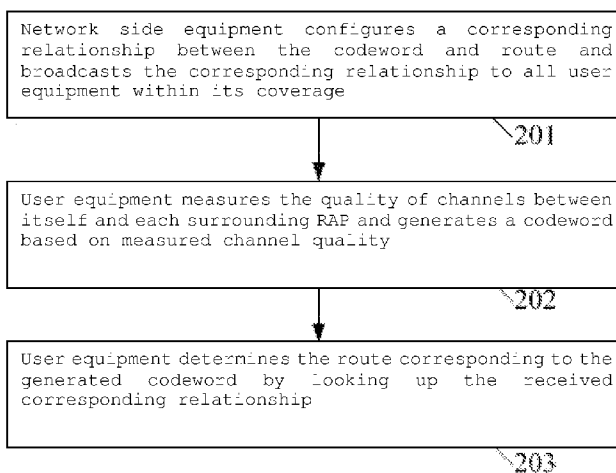 Network side equipment configures a corresponding
relationship between the codeword and route and
broadcasts the corresponding relationship to all user
equipment within its coverage
201
User equipment measures the quality of channels between
itself and each surrounding RAP and generates a codeword
based on measured channel quality
202
User equipment determines the route corresponding to the
generated codeword by looking up the received
corresponding relationship
203